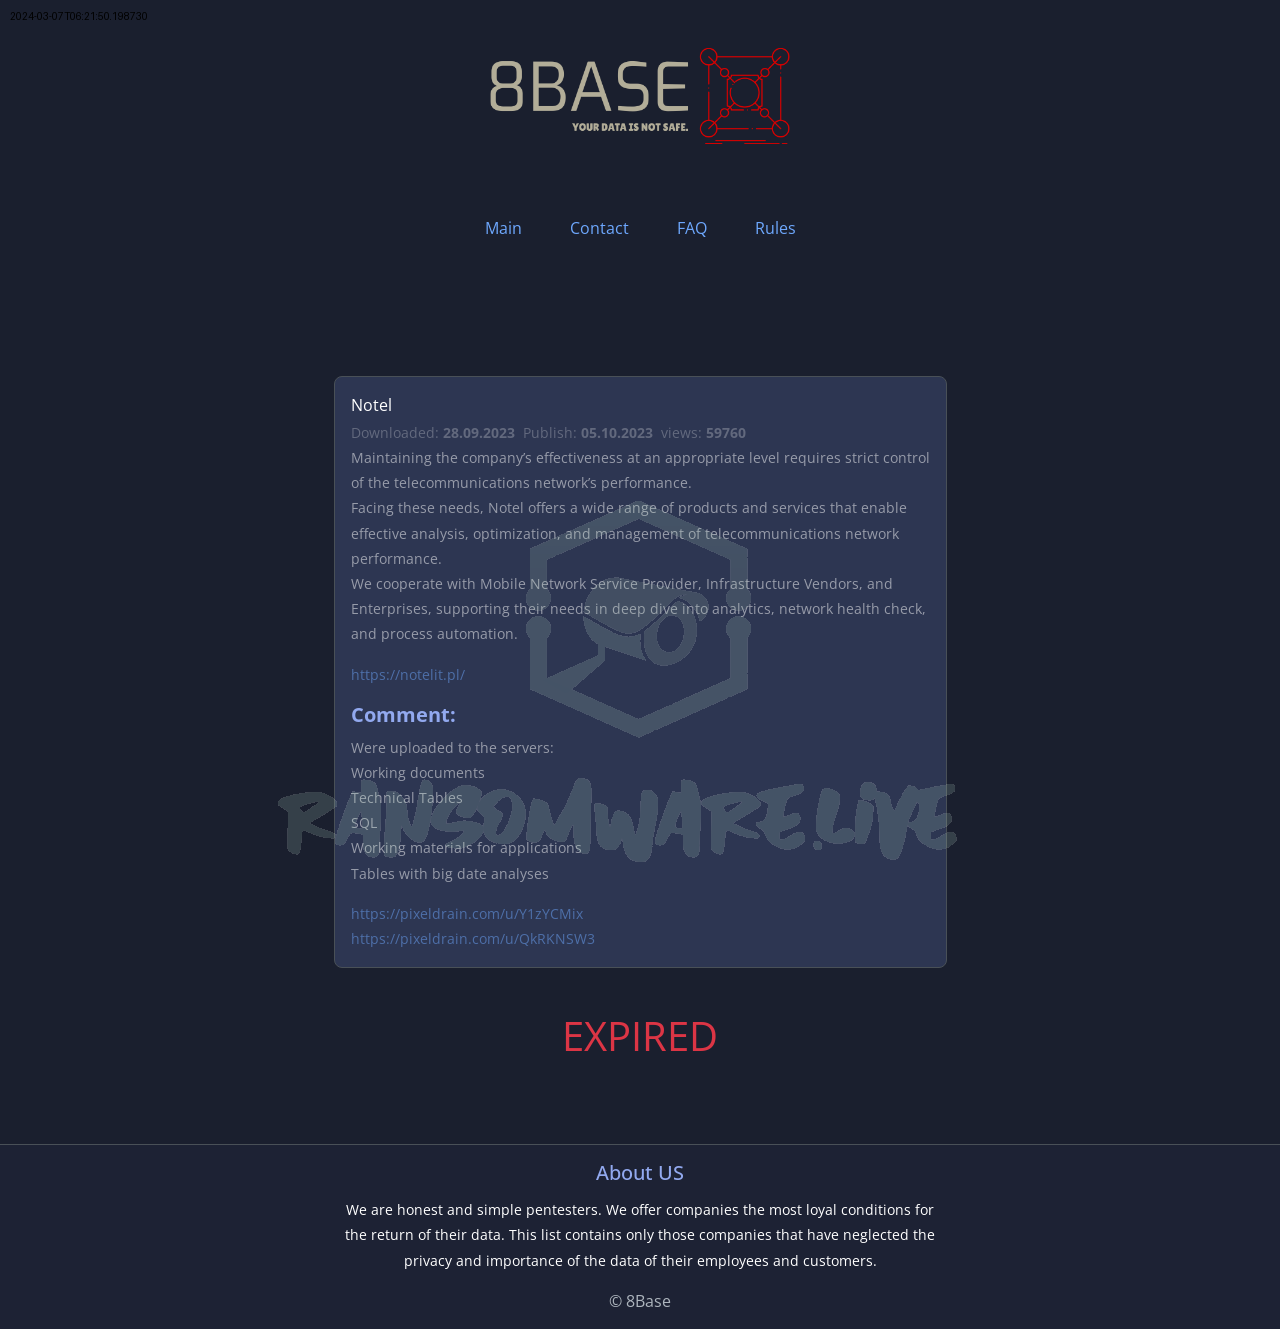 2024-03-07T06:21:50.198730
8BASE
YOUR DATA IS NOT SAFE.
Main Contact FAQ Rules
Notel
Downloaded: 28.09.2023 Publish: 05.10.2023 views: 59760
Maintaining the company’s effectiveness at an appropriate level requires strict control
of the telecommunications network’s performance.
Facing these needs, Notel offers a wide range of products and services that enable
effective analysis, optimization, and management of telecommunications network
performance.
We cooperate with Mobile Network Service Provider, Infrastructure Vendors, and
Enterprises, supporting their needs in deep dive into analytics, network health check,
and process automation.
https://notelit.pl/
Comment:
Were uploaded to the servers:
Working documents
Technical Tables
RANSOMWARE.LIVE
SQL
Working materials for applications
Tables with big date analyses
https://pixeldrain.com/u/Y1zYCMix
https://pixeldrain.com/u/QkRKNSW3
EXPIRED
About US
We are honest and simple pentesters. We offer companies the most loyal conditions for
the return of their data. This list contains only those companies that have neglected the
privacy and importance of the data of their employees and customers.
© 8Base